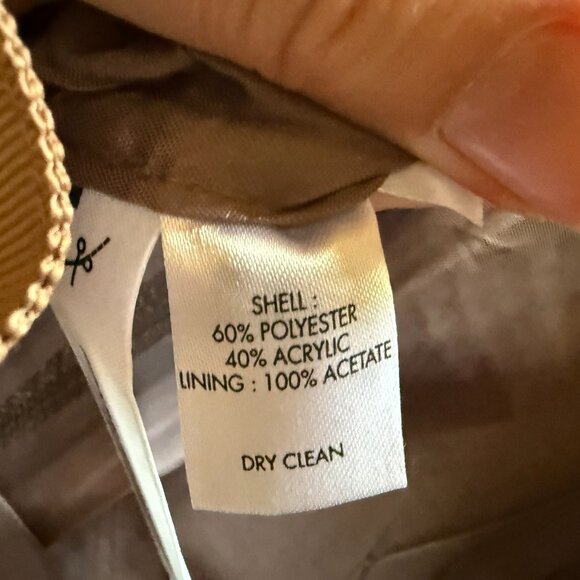 SHELL :
60% POLYESTER
40% ACRYLIC
LINING : 100% ACETATE
DRY CLEAN